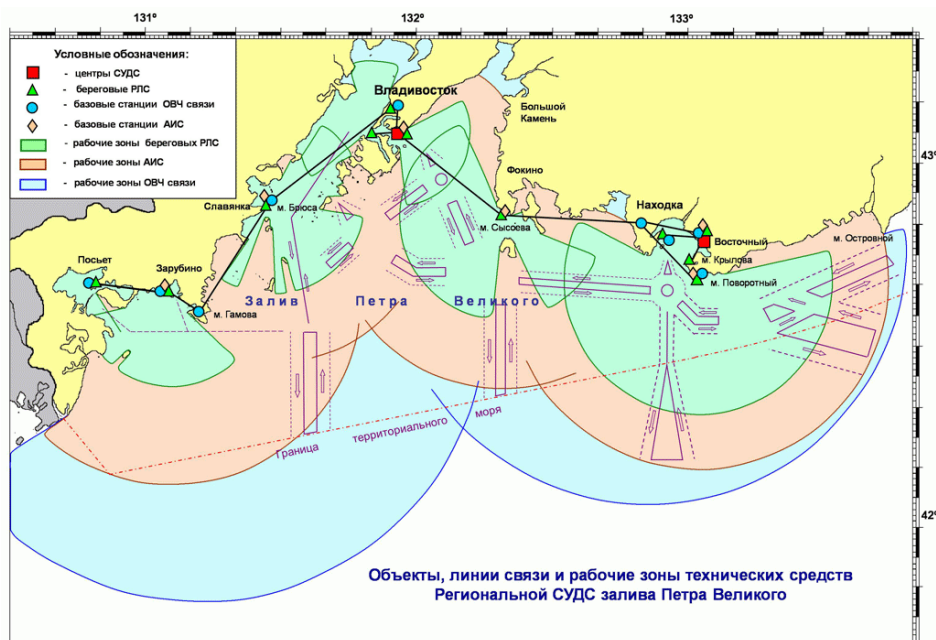 131°
132°
133°
Условные обозначения:
- центры СУДС
- береговые РЛС
- базовые станции ОВЧ связи
- базовые станции АИС
- рабочие зоны береговых РЛС
- рабочие зоны АИС
- рабочие зоны ОВЧ связи
Владивосток
Большой
Камень
43°
Фокино
Славянка
м. Брюса
Находка
м. Сысоева
Восточный
м. Островной
м. Крылова
Посьет
Зарубино
м. Поворотный
м. Гамова
Залив Петра Великого
Граница территориального моря
42°
Объекты, линии связи и рабочие зоны технических средств
Региональной СУДС залива Петра Великого